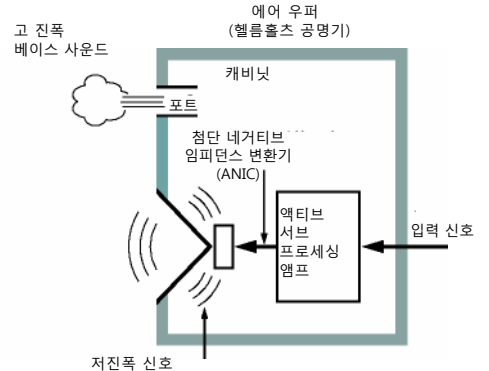 에어 우퍼
(헬름홀츠 공명기)
고 진폭
베이스 사운드
캐비닛
포트
첨단 네거티브
임피던스 변환기
(ANIC)
액티브
서브
프로세싱
앰프
입력 신호
저진폭 신호